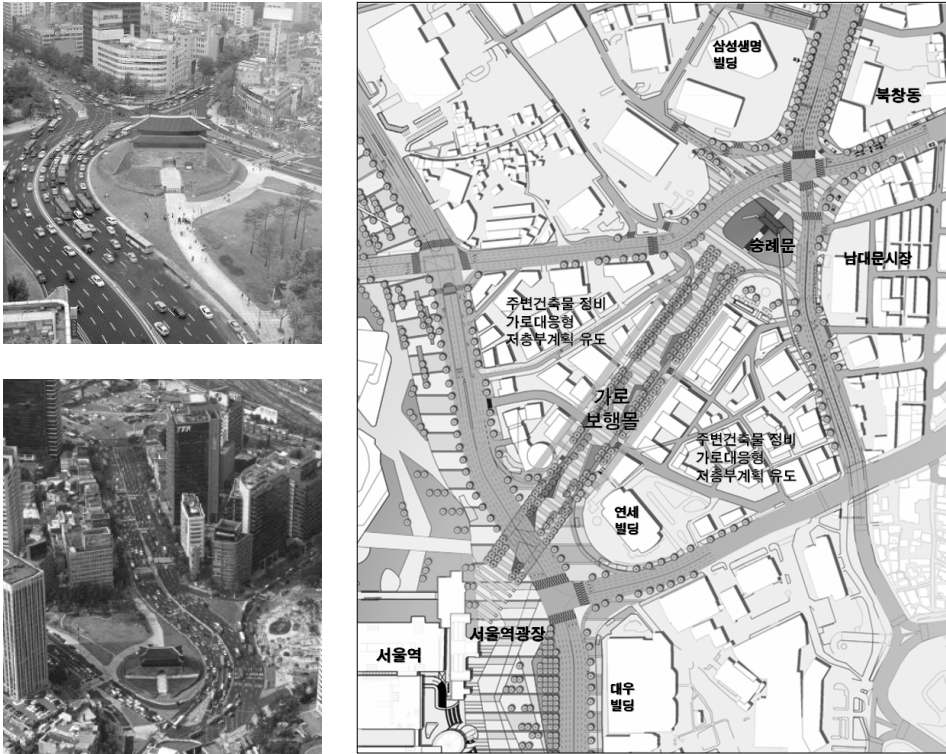 삼성생명
빌딩
북창동
숭례문
남대문시장
주변건축물 정비
가로대응형
저층부계획 유도
가로
보행몰
주변건축물 정비
가로대응형
저층부계획 유도
연세
빌딩
서울역광장
서울역
대우
빌딩